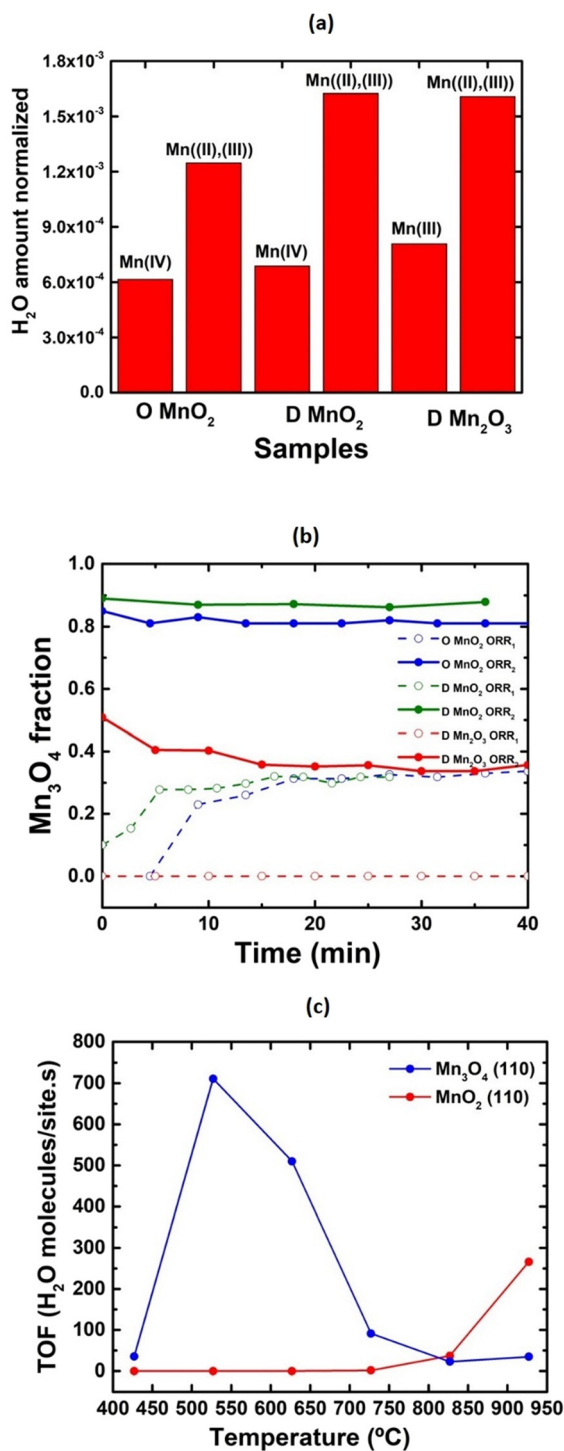 (a)
H₂O amount normalized
1.8x10⁻³
1.5x10⁻³
1.2x10⁻³
9.0x10⁻⁴
6.0x10⁻⁴
3.0x10⁻⁴
0.0
Mn(IV)
Mn((II),(III))
Mn(IV)
Mn((II),(III))
Mn(III)
Mn((II),(III))
O MnO₂
D MnO₂
D Mn₂O₃
Samples
(b)
Mn₃O₄ fraction
1.0
0.8
0.6
0.4
0.2
0.0
O MnO₂ ORR₁
O MnO₂ ORR₂
D MnO₂ ORR₁
D MnO₂ ORR₂
D Mn₂O₃ ORR₁
D Mn₂O₃ ORR
0 10 20 30 40
Time (min)
(c)
TOF (H₂O molecules/site.s)
800
700
600
500
400
300
200
100
0
Mn₃O₄ (110)
MnO₂ (110)
400 450 500 550 600 650 700 750 800 850 900 950
Temperature (ºC)